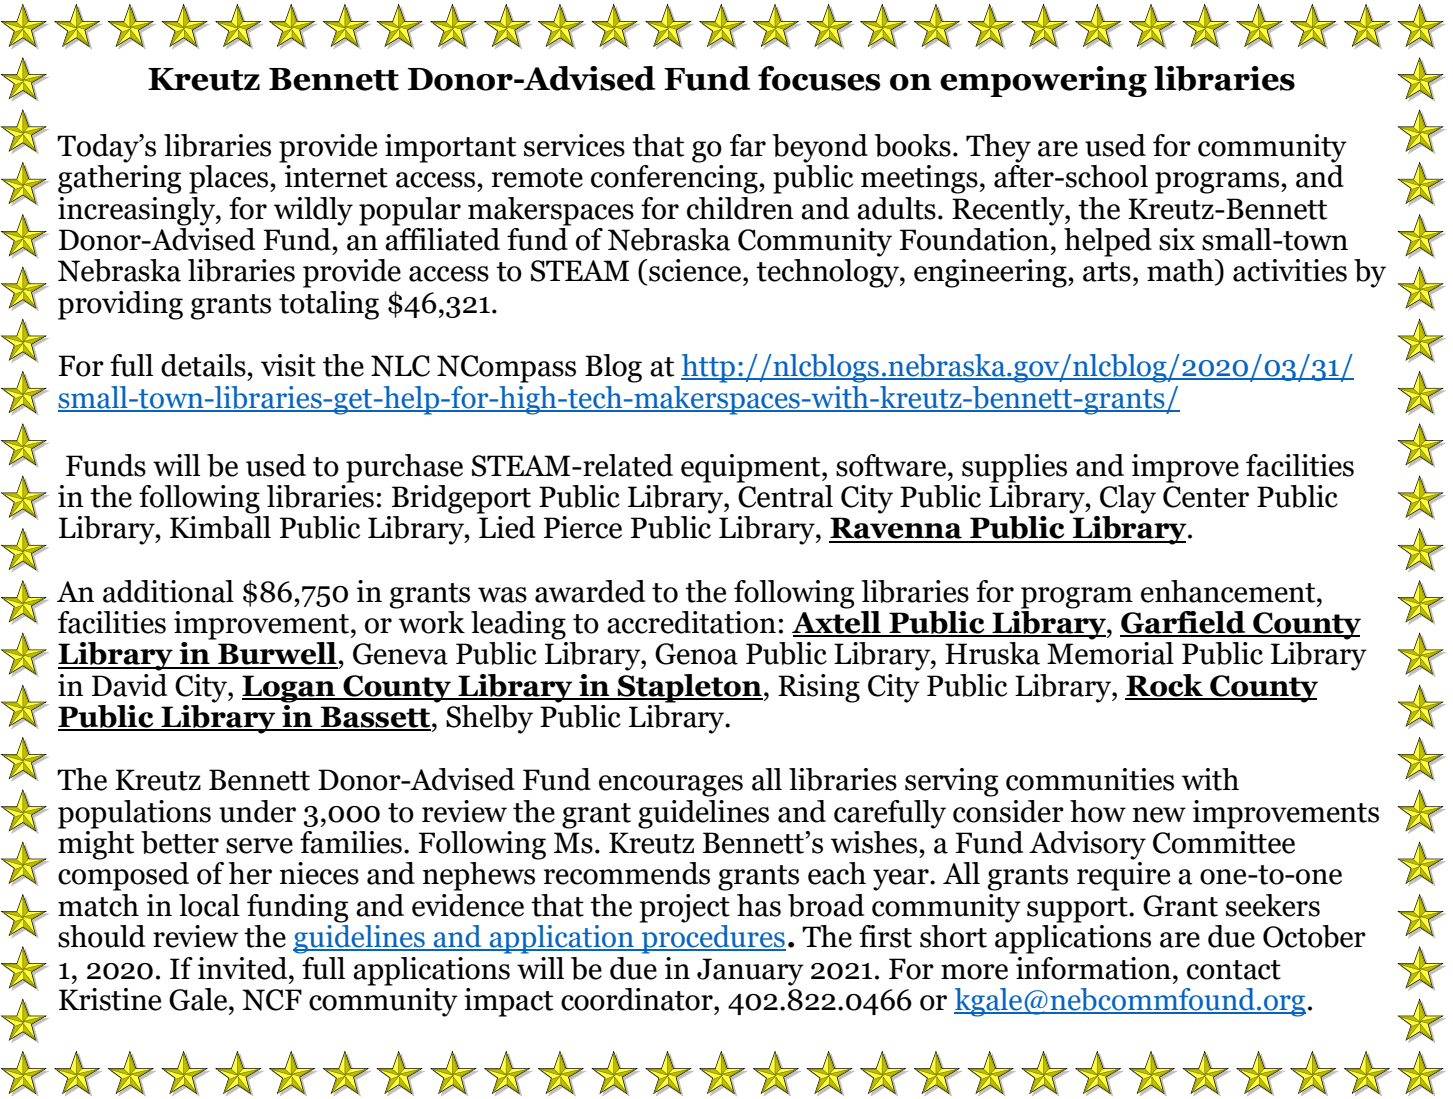 Kreutz Bennett Donor-Advised Fund focuses on empowering libraries
Today’s libraries provide important services that go far beyond books. They are used for community
gathering places, internet access, remote conferencing, public meetings, after-school programs, and
increasingly, for wildly popular makerspaces for children and adults. Recently, the Kreutz-Bennett
Donor-Advised Fund, an affiliated fund of Nebraska Community Foundation, helped six small-town
Nebraska libraries provide access to STEAM (science, technology, engineering, arts, math) activities by
providing grants totaling $46,321.
For full details, visit the NLC NCompass Blog at http://nlcblogs.nebraska.gov/nlcblog/2020/03/31/
small-town-libraries-get-help-for-high-tech-makerspaces-with-kreutz-bennett-grants/
Funds will be used to purchase STEAM-related equipment, software, supplies and improve facilities
in the following libraries: Bridgeport Public Library, Central City Public Library, Clay Center Public
Library, Kimball Public Library, Lied Pierce Public Library, Ravenna Public Library.
An additional $86,750 in grants was awarded to the following libraries for program enhancement,
facilities improvement, or work leading to accreditation: Axtell Public Library, Garfield County
Library in Burwell, Geneva Public Library, Genoa Public Library, Hruska Memorial Public Library
in David City, Logan County Library in Stapleton, Rising City Public Library, Rock County
Public Library in Bassett, Shelby Public Library.
The Kreutz Bennett Donor-Advised Fund encourages all libraries serving communities with
populations under 3,000 to review the grant guidelines and carefully consider how new improvements
might better serve families. Following Ms. Kreutz Bennett’s wishes, a Fund Advisory Committee
composed of her nieces and nephews recommends grants each year. All grants require a one-to-one
match in local funding and evidence that the project has broad community support. Grant seekers
should review the guidelines and application procedures. The first short applications are due October
1, 2020. If invited, full applications will be due in January 2021. For more information, contact
Kristine Gale, NCF community impact coordinator, 402.822.0466 or kgale@nebcommfound.org.